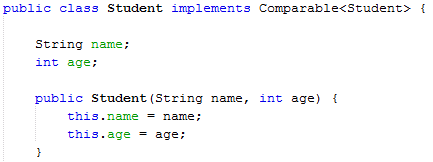 public class Student implements Comparable<Student> {
String name;
int age;
public Student(String name, int age) {
this.name = name;
this.age = age;
}